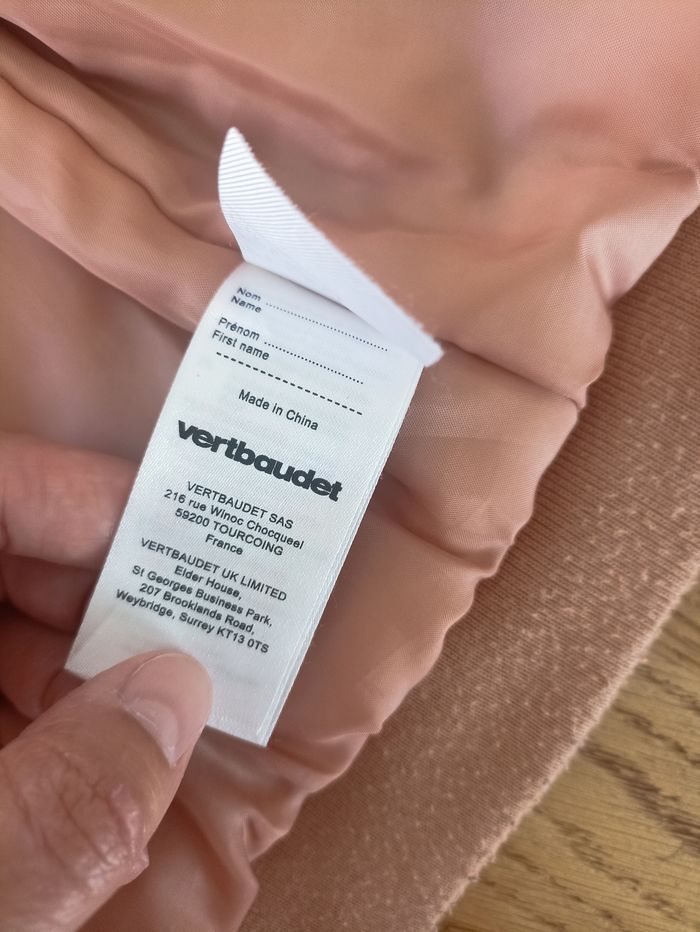 Nom ....................................
Name
Prénom ..............................
First name
--------------------------
Made in China
vertbaudet
VERTBAUDET SAS
216 rue Winoc Chocqueel
59200 TOURCOING
France
VERTBAUDET UK LIMITED
Elder House,
St Georges Business Park,
207 Brooklands Road,
Weybridge, Surrey KT13 0TS